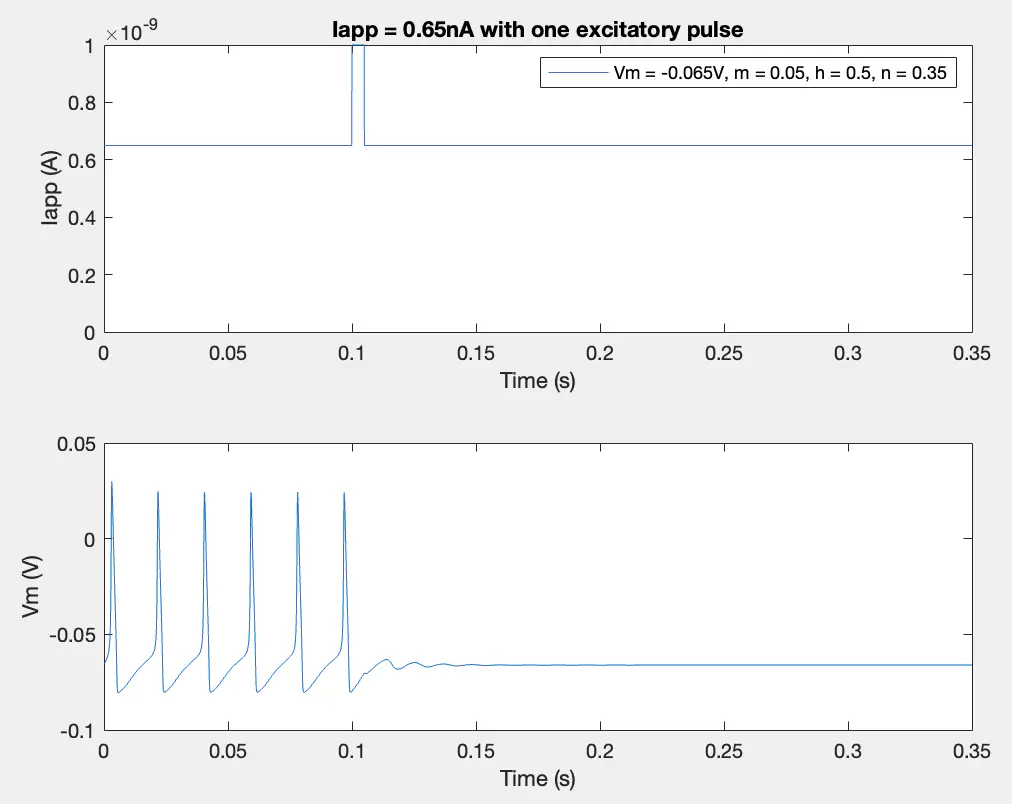 Iapp = 0.65nA with one excitatory pulse
×10-9
1
Vm = -0.065V, m = 0.05, h = 0.5, n = 0.35
0.8
0.6
0.4
0.2
0
Iapp (A)
0 0.05 0.1 0.15 0.2 0.25 0.3 0.35
Time (s)
0.05
0
-0.05
-0.1
Vm (V)
0 0.05 0.1 0.15 0.2 0.25 0.3 0.35
Time (s)